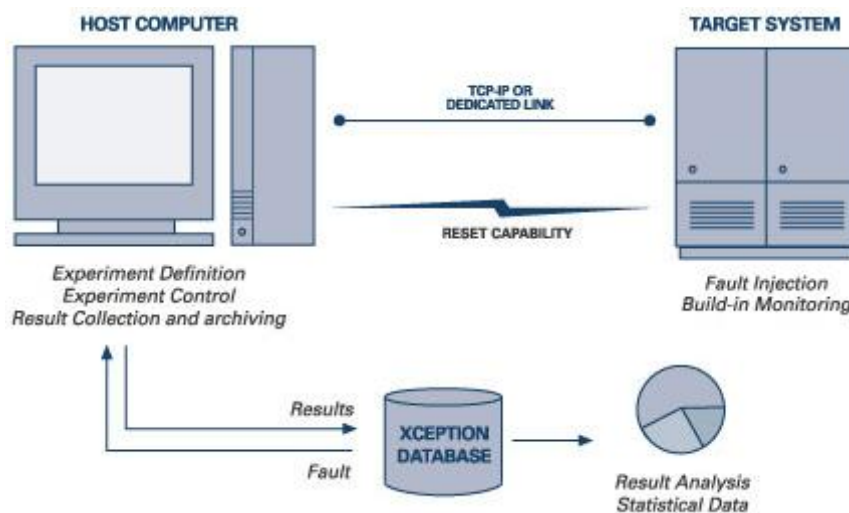 HOST COMPUTER
TARGET SYSTEM
TCP-IP OR
DEDICATED LINK
RESET CAPABILITY
Experiment Definition
Experiment Control
Result Collection and archiving
Fault Injection
Build-in Monitoring
Results
Fault
XCEPTION
DATABASE
Result Analysis
Statistical Data